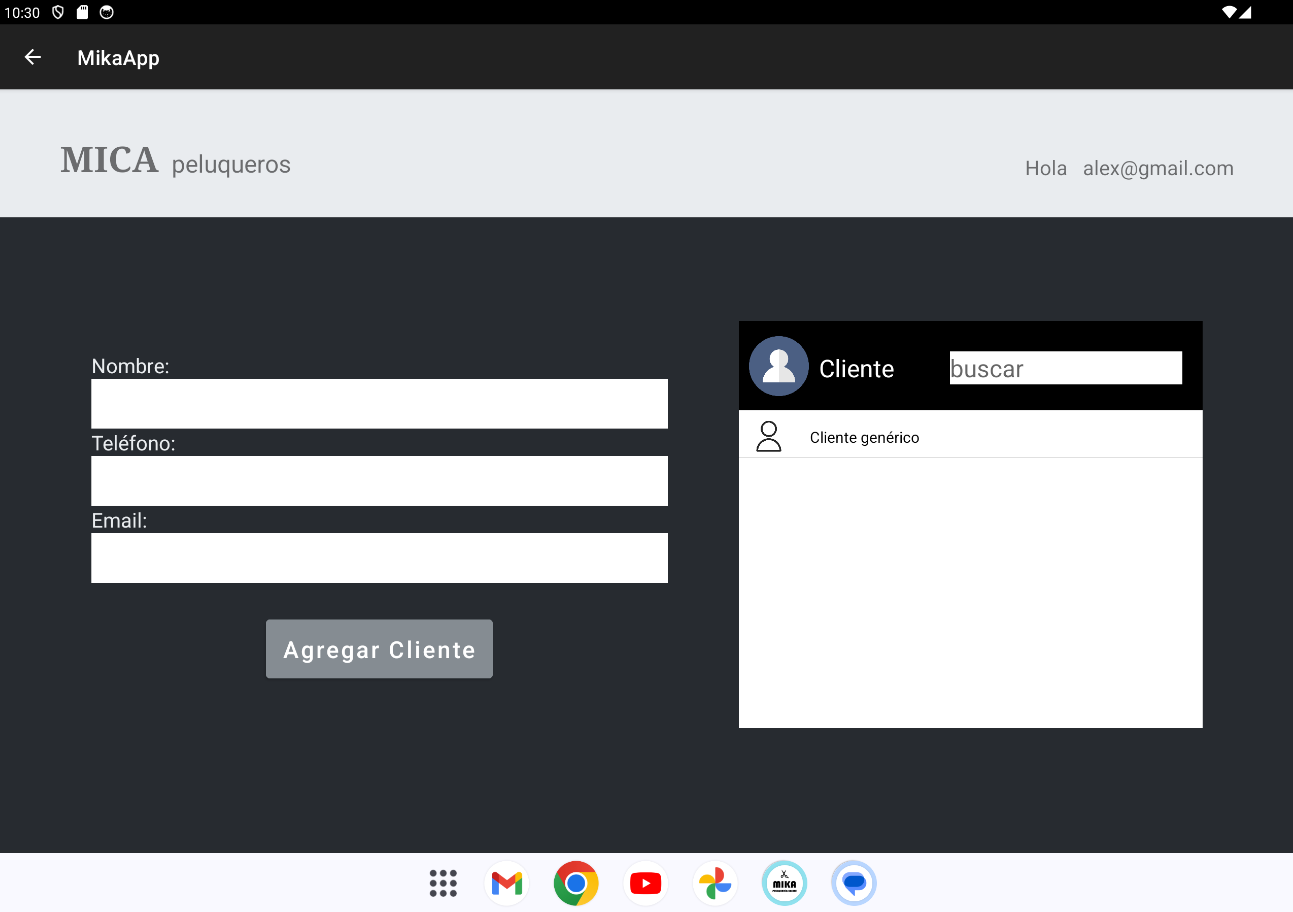 10:30
MikaApp
MICA peluqueros
Hola alex@gmail.com
Nombre:
Teléfono:
Email:
Agregar Cliente
Cliente buscar
Cliente genérico
MIKA